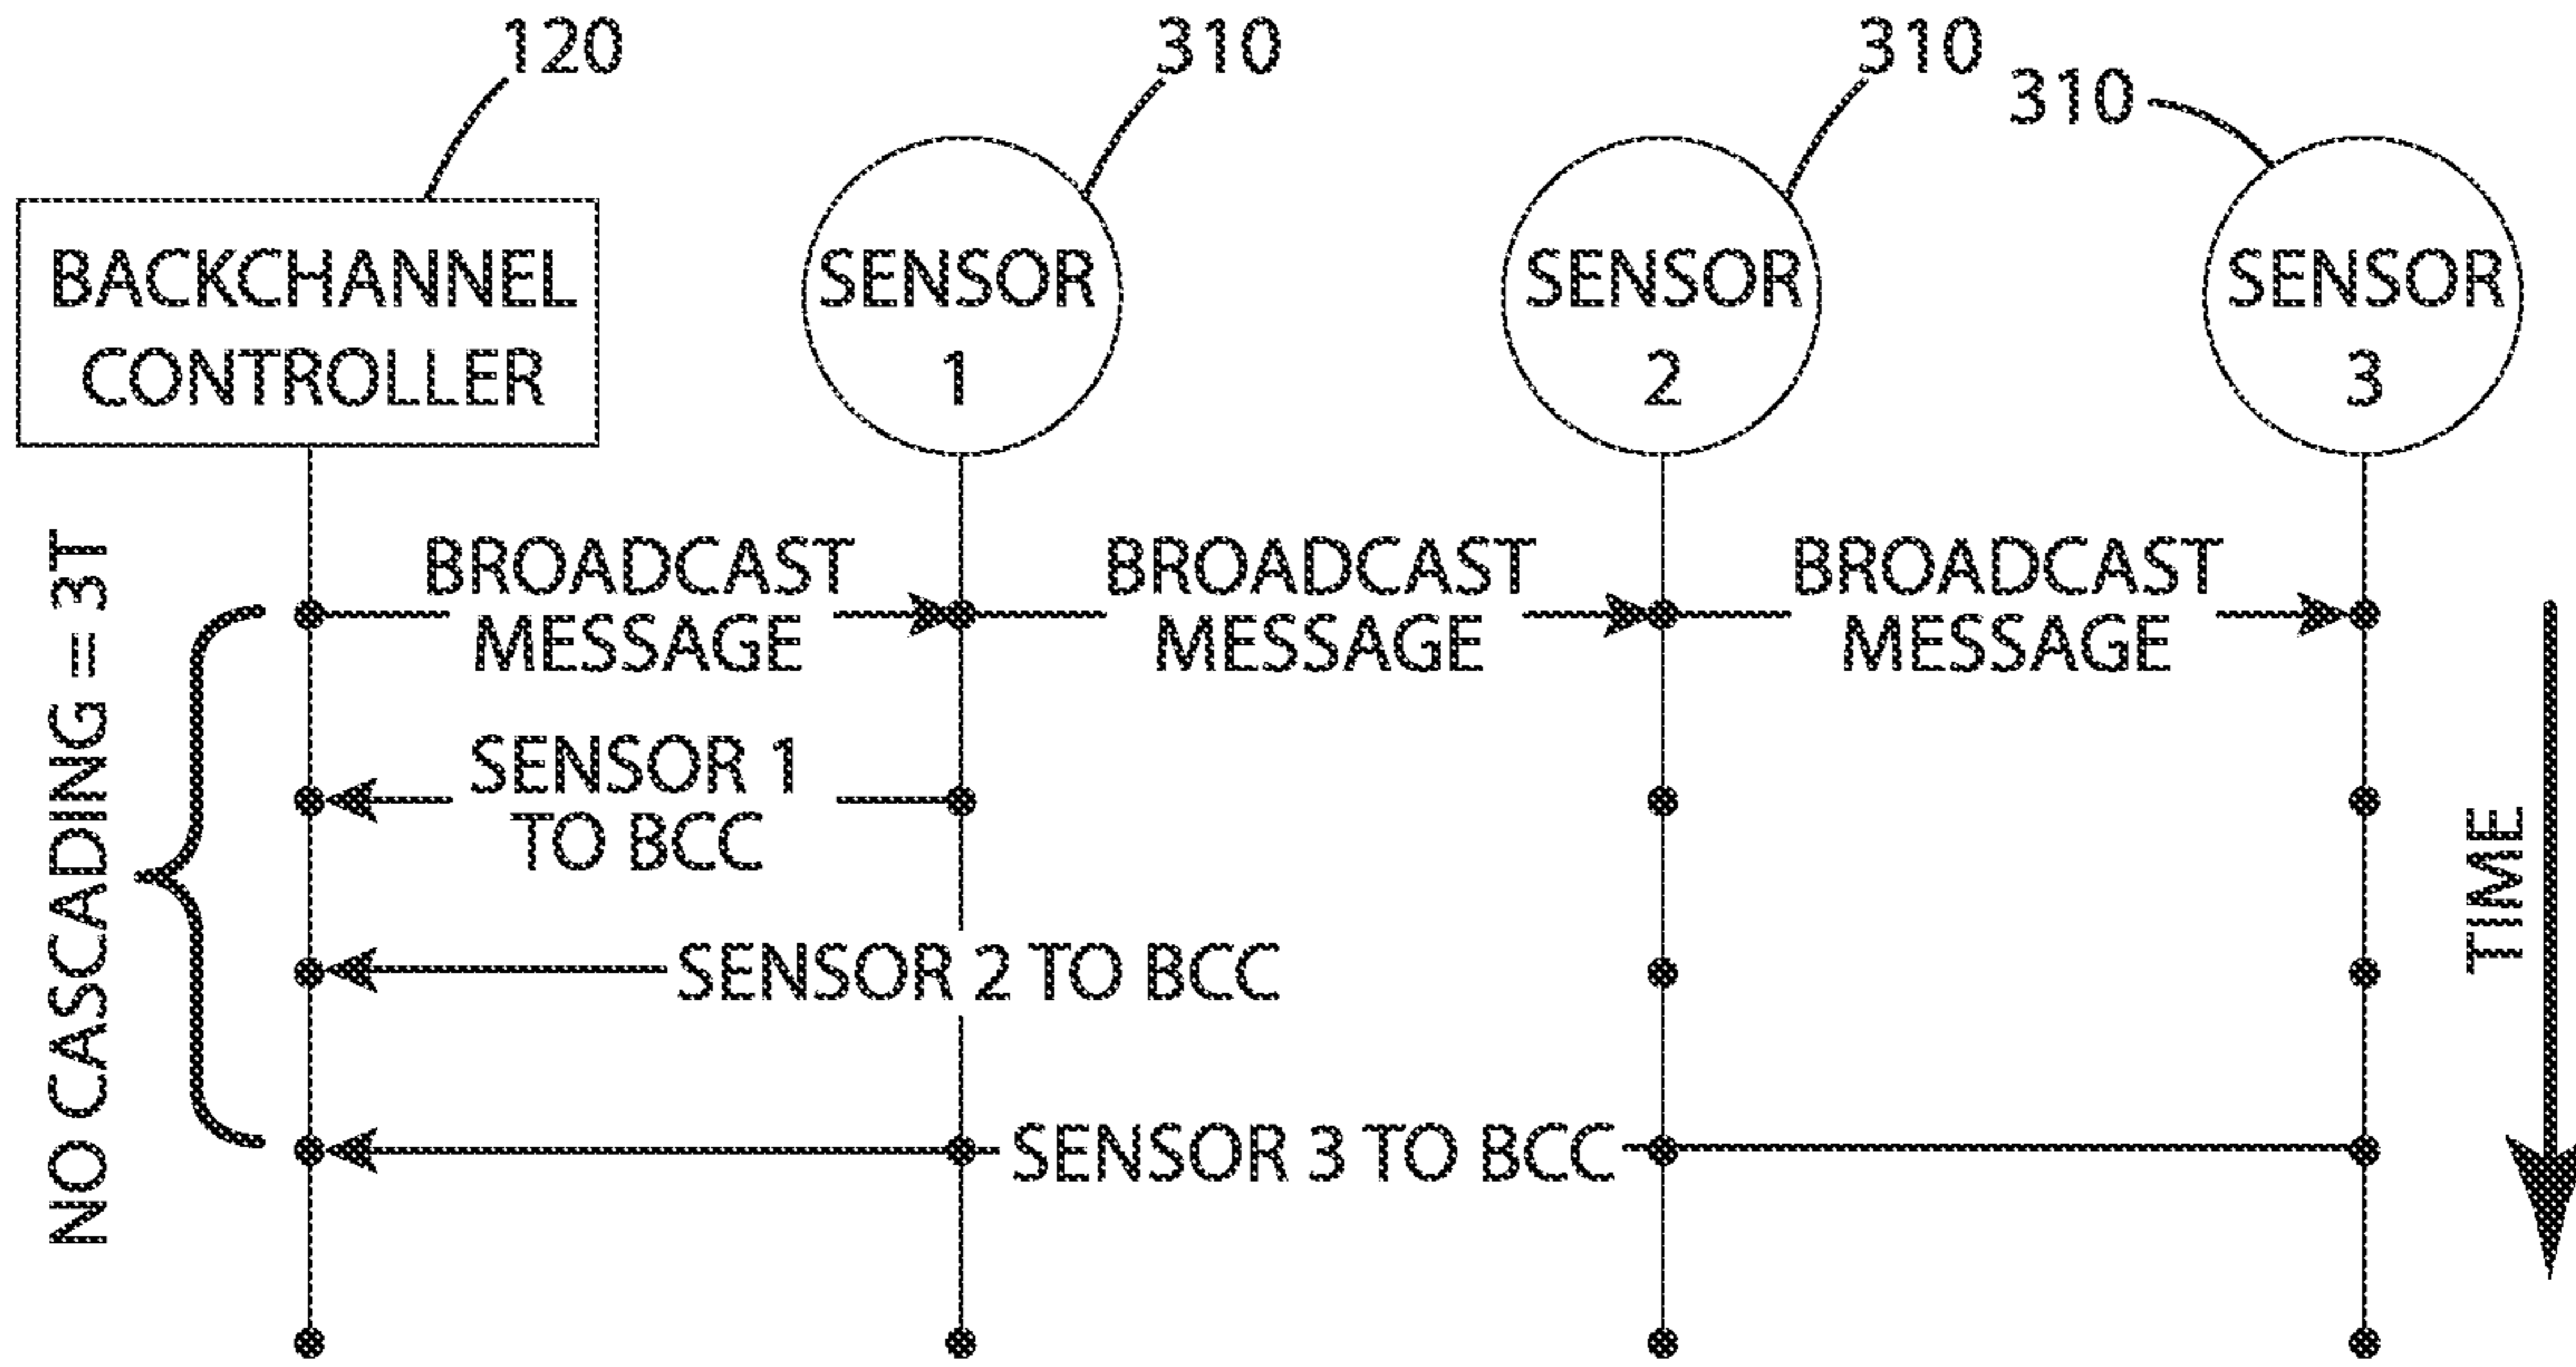 120
310
310
310
BACKCHANNEL
CONTROLLER
SENSOR
1
SENSOR
2
SENSOR
3
NO CASCADING = 3T
BROADCAST
MESSAGE
BROADCAST
MESSAGE
BROADCAST
MESSAGE
SENSOR 1
TO BCC
SENSOR 2 TO BCC
SENSOR 3 TO BCC
TIME